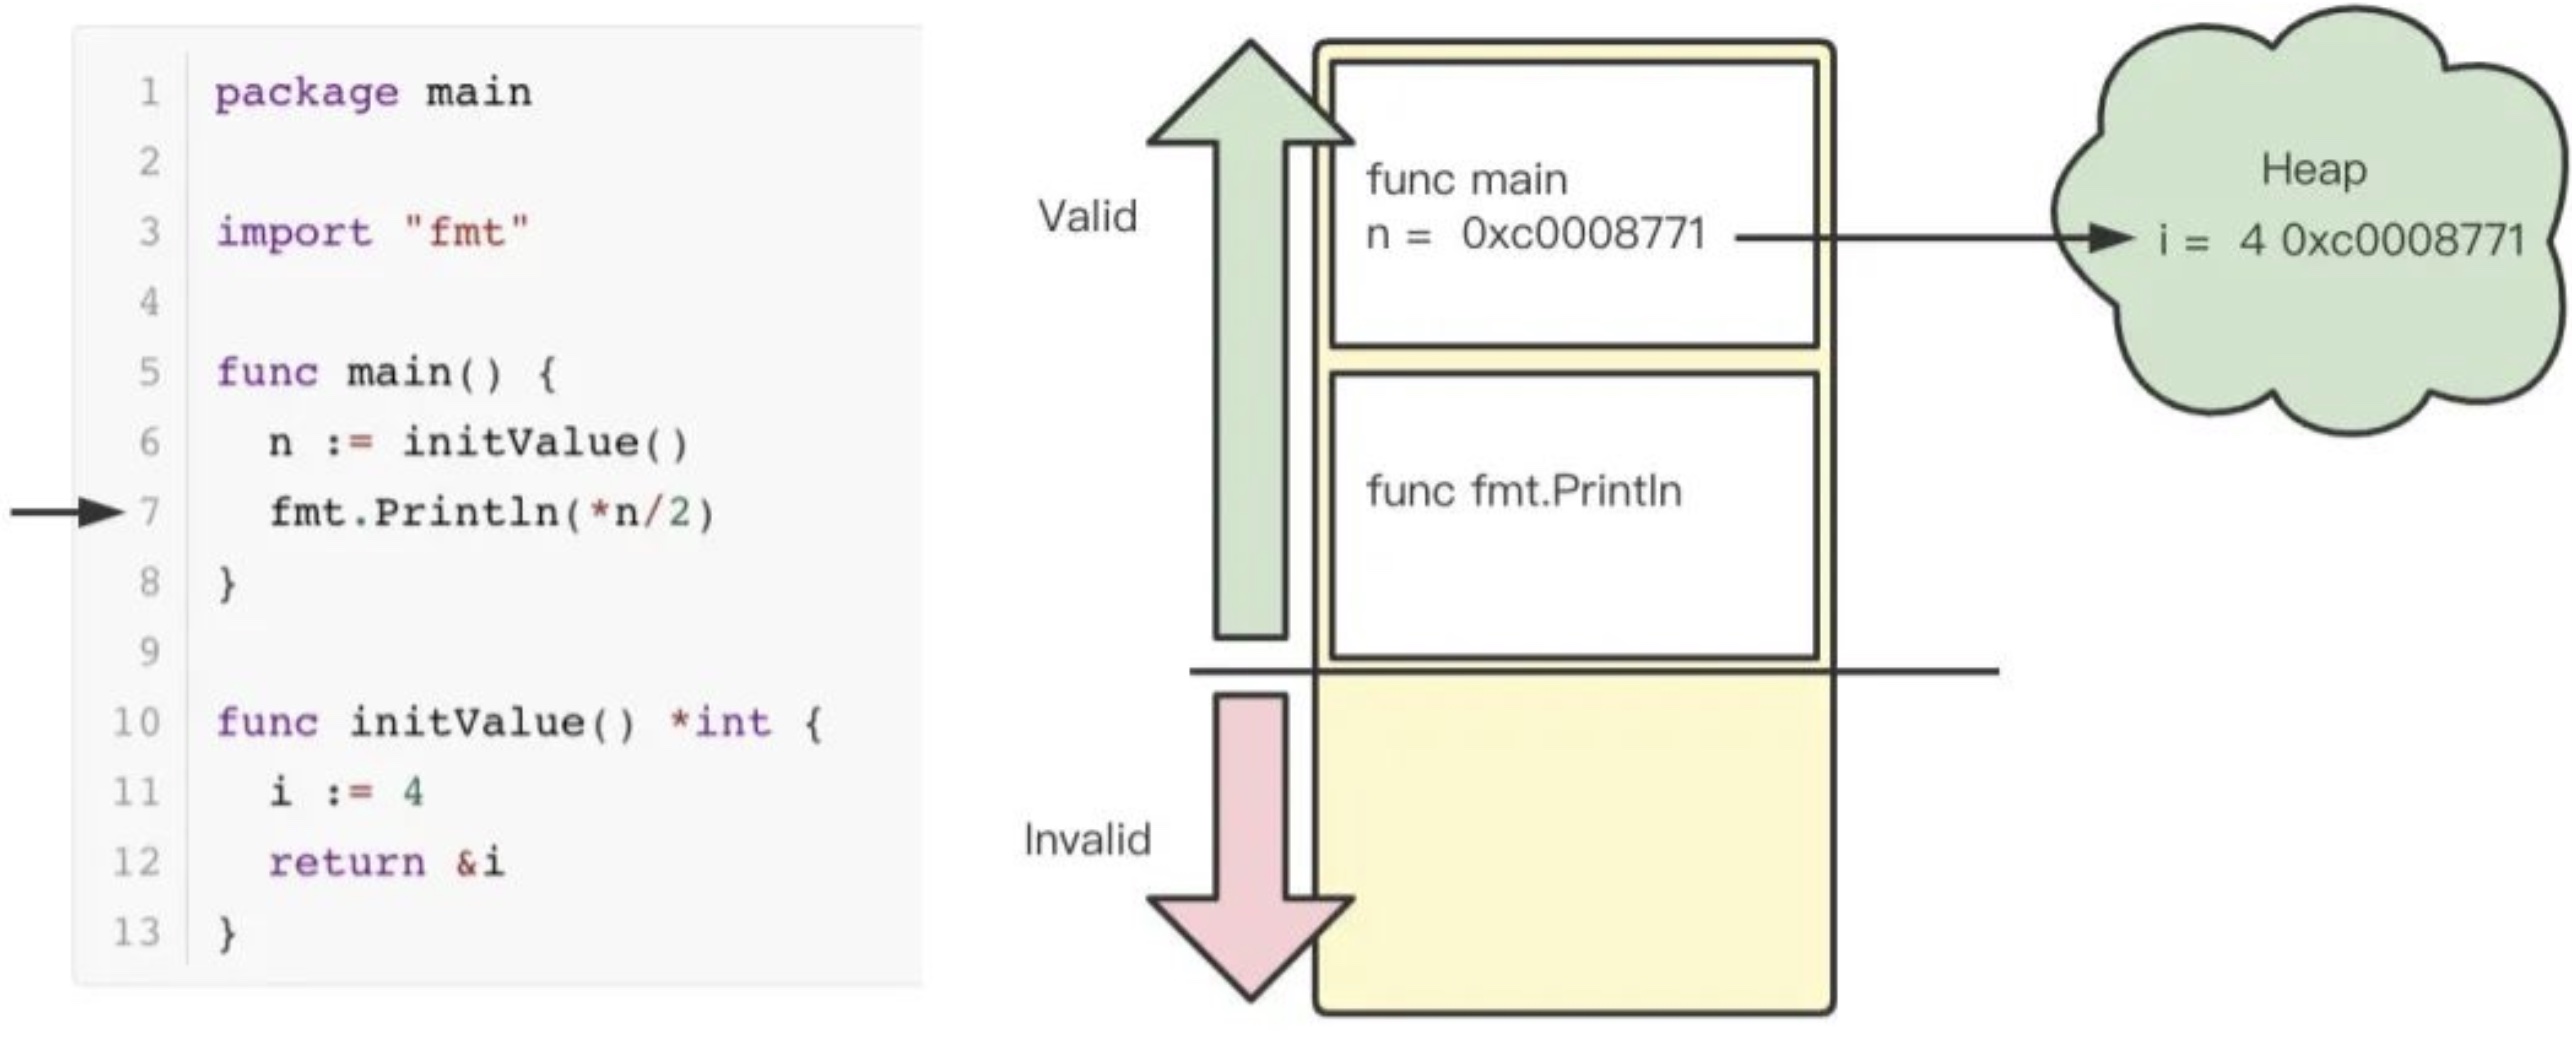 1 package main
2
3 import "fmt"
4
5 func main() {
6 n := initValue()
7 fmt.Println(*n/2)
8 }
9
10 func initValue() *int {
11 i := 4
12 return &i
13 }
Valid
Invalid
func main
n = 0xc0008771
func fmt.Println
Heap
i = 4 0xc0008771